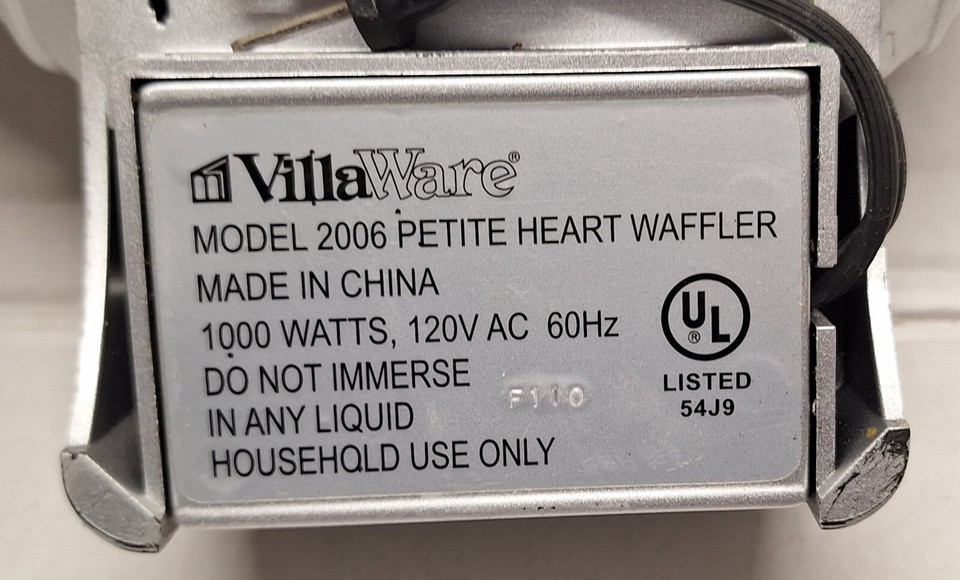 VillaWare®
MODEL 2006 PETITE HEART WAFFLER
MADE IN CHINA
1000 WATTS, 120V AC 60Hz
DO NOT IMMERSE
IN ANY LIQUID
HOUSEHOLD USE ONLY
F110
UL®
LISTED
54J9